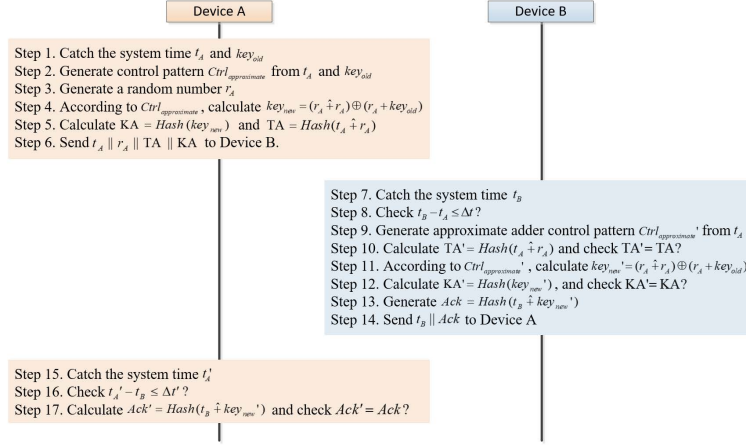 Device A
Device B
Step 1. Catch the system time t_A and key_old
Step 2. Generate control pattern Ctrl_approximate from t_A and key_old
Step 3. Generate a random number r_A
Step 4. According to Ctrl_approximate, calculate key_new=(r_A +̂ r_A)⊕(r_A + key_old)
Step 5. Calculate KA = Hash(key_new) and TA = Hash(t_A +̂ r_A)
Step 6. Send t_A || r_A || TA || KA to Device B.
Step 7. Catch the system time t_B
Step 8. Check t_B − t_A ≤ Δt?
Step 9. Generate approximate adder control pattern Ctrl_approximate' from t_A
Step 10. Calculate TA'= Hash(t_A +̂ r_A) and check TA'= TA?
Step 11. According to Ctrl_approximate', calculate key_new'=(r_A +̂ r_A)⊕(r_A + key_old)
Step 12. Calculate KA'= Hash(key_new'), and check KA'= KA?
Step 13. Generate Ack = Hash(t_B +̂ key_new')
Step 14. Send t_B || Ack to Device A
Step 15. Catch the system time t_A'
Step 16. Check t_A' − t_B ≤ Δt' ?
Step 17. Calculate Ack' = Hash(t_B +̂ key_new') and check Ack' = Ack?